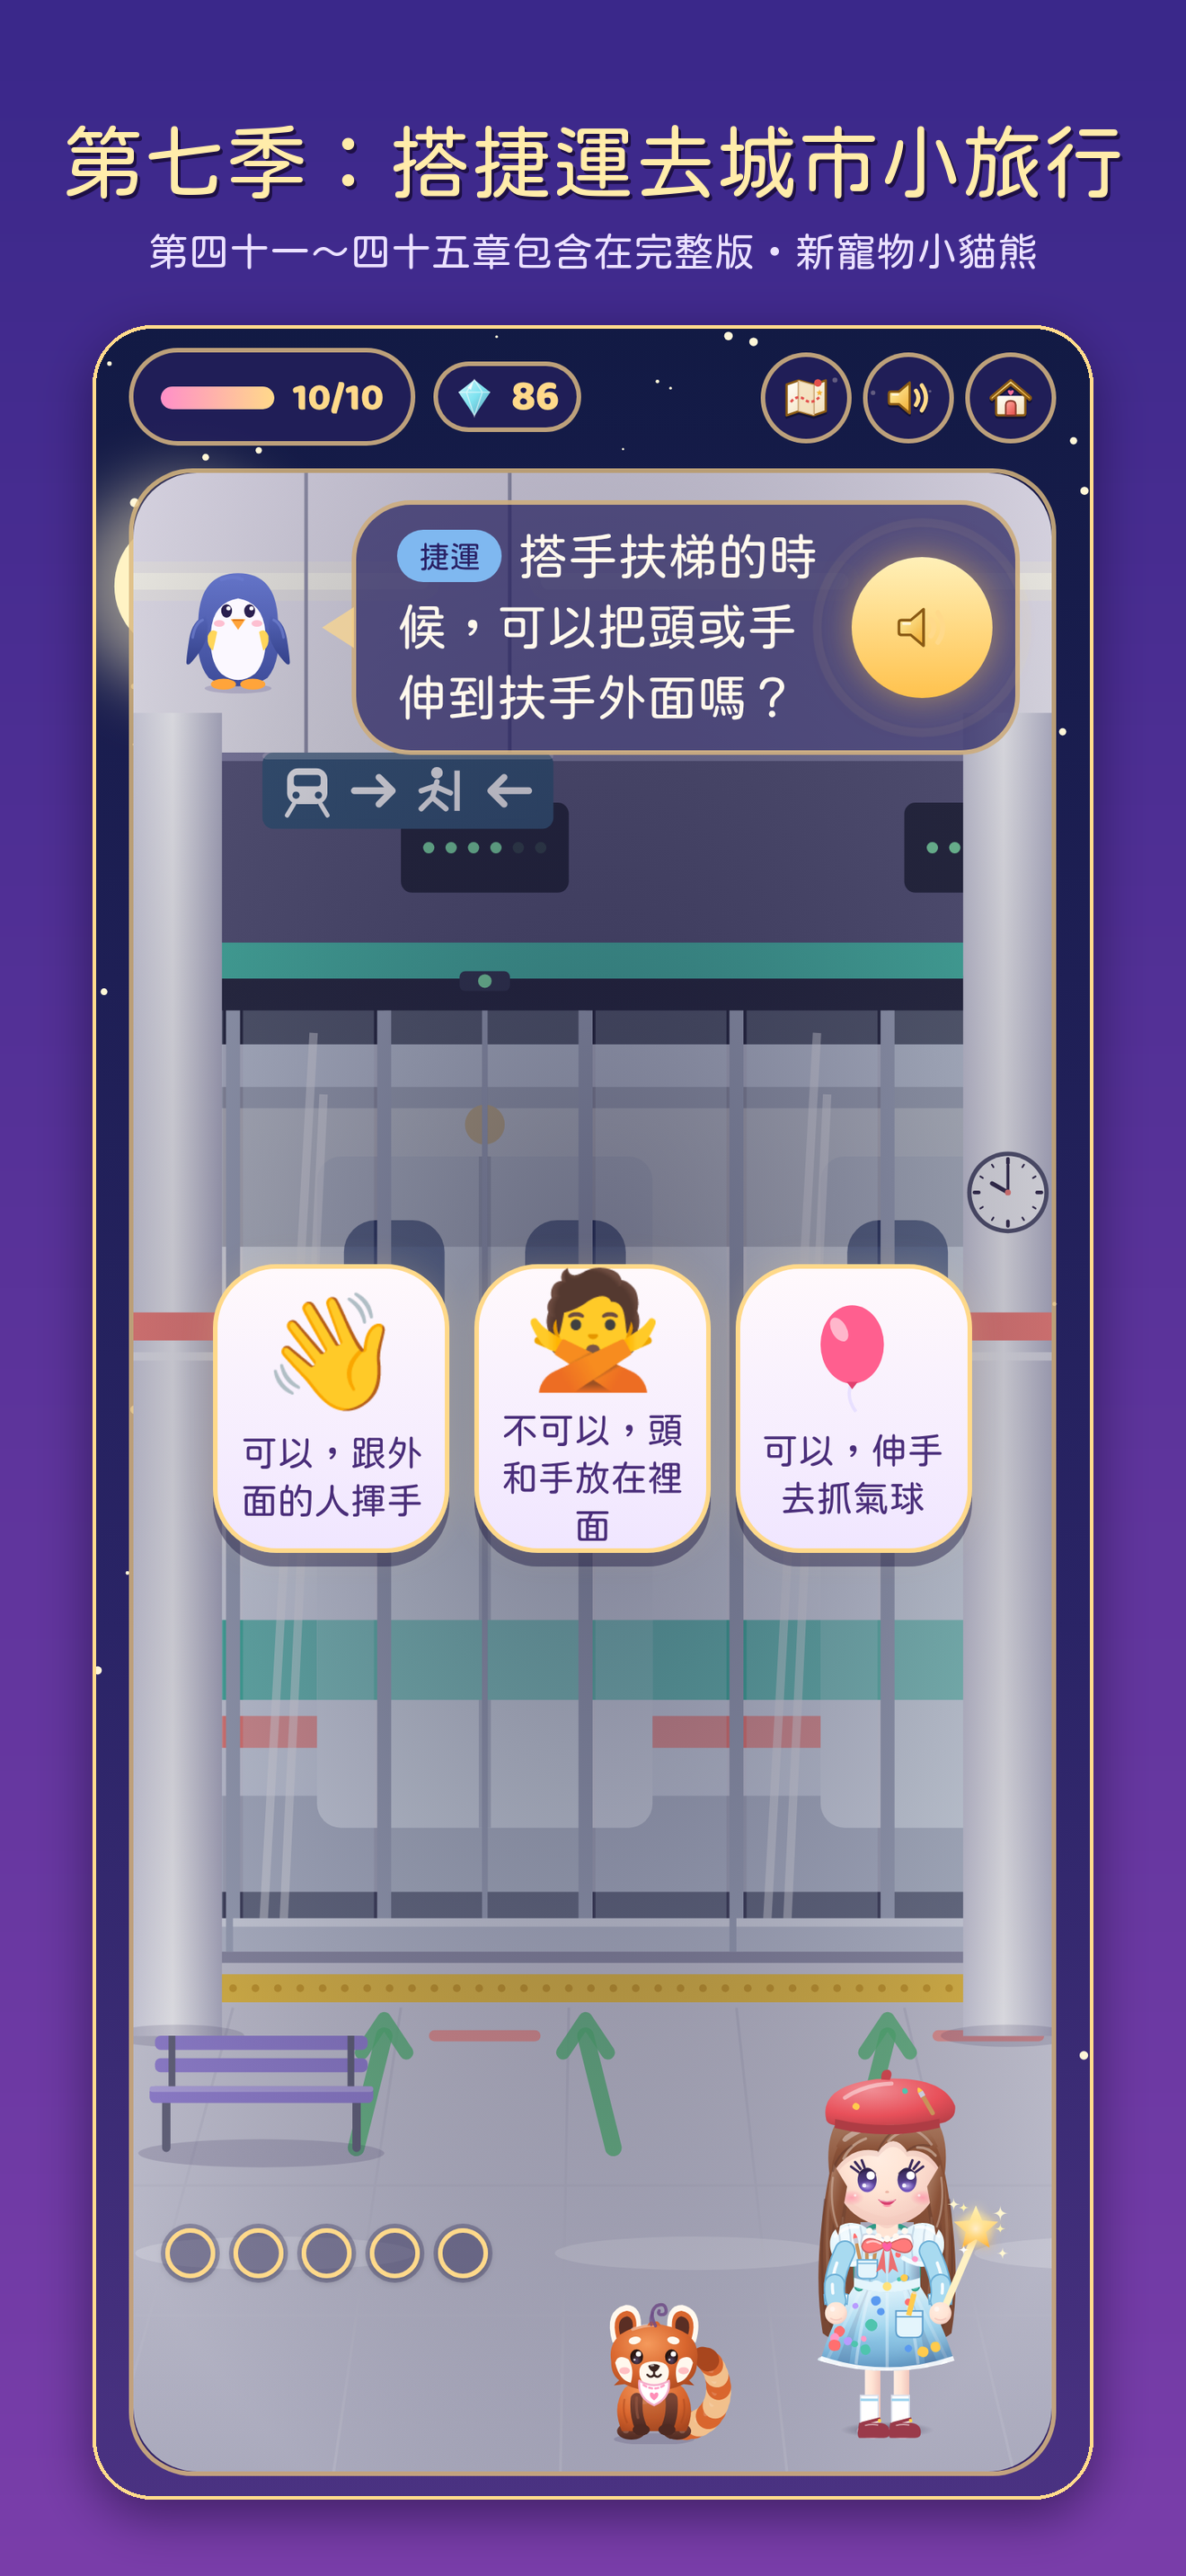 第七季：搭捷運去城市小旅行
第四十一～四十五章包含在完整版・新寵物小貓熊
10/10
86
捷運 搭手扶梯的時
候，可以把頭或手
伸到扶手外面嗎？
可以，跟外
面的人揮手
不可以，頭
和手放在裡
面
可以，伸手
去抓氣球